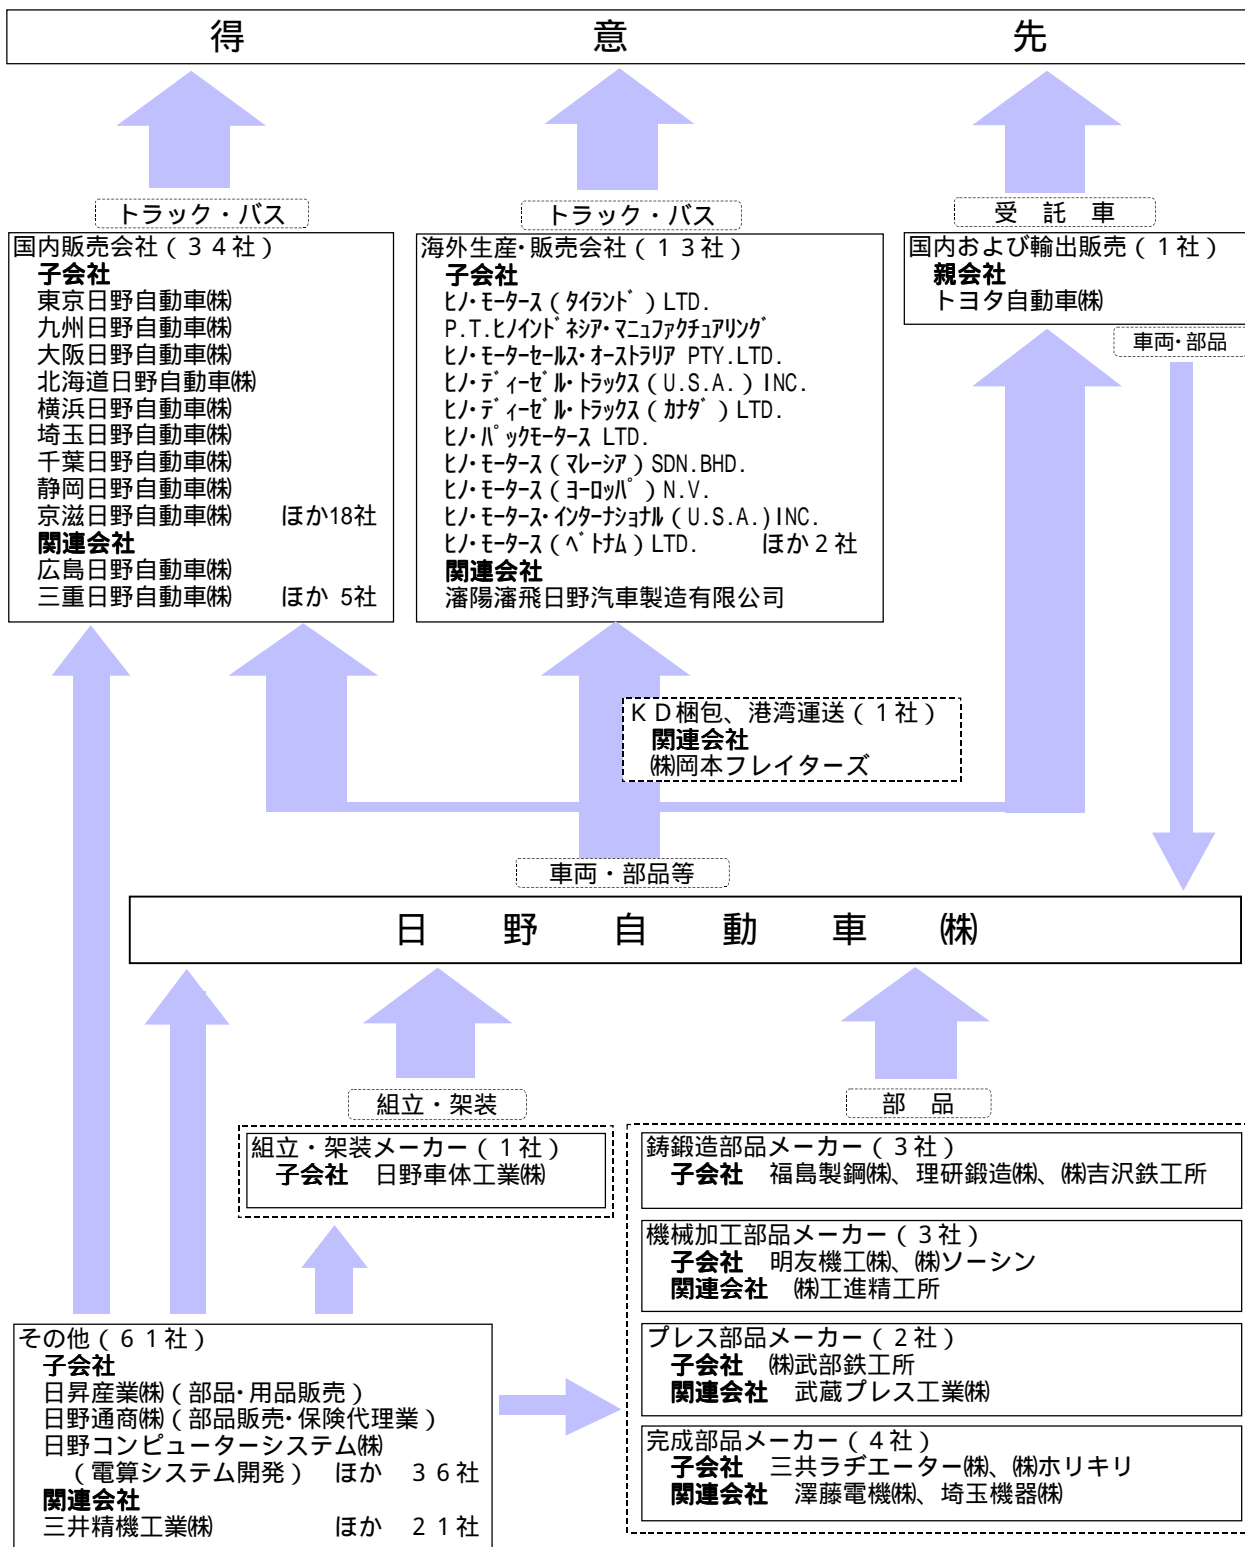 得意先
トラック・バス
国内販売会社(34社)
子会社
東京日野自動車㈱
九州日野自動車㈱
大阪日野自動車㈱
北海道日野自動車㈱
横浜日野自動車㈱
埼玉日野自動車㈱
千葉日野自動車㈱
静岡日野自動車㈱
京滋日野自動車㈱ ほか18社
関連会社
広島日野自動車㈱
三重日野自動車㈱ ほか 5社
トラック・バス
海外生産・販売会社(13社)
子会社
ﾋﾉ・ﾓｰﾀｰｽ(ﾀｲﾗﾝﾄﾞ)LTD.
P.T.ﾋﾉｲﾝﾄﾞﾈｼｱ・ﾏﾆｭﾌｧｸﾁｭｱﾘﾝｸﾞ
ﾋﾉ・ﾓｰﾀｰｾｰﾙｽ・ｵｰｽﾄﾗﾘｱ PTY.LTD.
ﾋﾉ・ﾃﾞｨｰｾﾞﾙ・ﾄﾗｯｸｽ(U.S.A.)INC.
ﾋﾉ・ﾃﾞｨｰｾﾞﾙ・ﾄﾗｯｸｽ(ｶﾅﾀﾞ)LTD.
ﾋﾉ・ﾊﾟｯｸﾓｰﾀｰｽ LTD.
ﾋﾉ・ﾓｰﾀｰｽ(ﾏﾚｰｼｱ)SDN.BHD.
ﾋﾉ・ﾓｰﾀｰｽ(ﾖｰﾛｯﾊﾟ)N.V.
ﾋﾉ・ﾓｰﾀｰｽ・ｲﾝﾀｰﾅｼｮﾅﾙ(U.S.A.)INC.
ﾋﾉ・ﾓｰﾀｰｽ(ﾍﾞﾄﾅﾑ)LTD. ほか2社
関連会社
瀋陽瀋飛日野汽車製造有限公司
受託車
国内および輸出販売(1社)
親会社
トヨタ自動車㈱
車両・部品
KD梱包、港湾運送(1社)
関連会社
㈱岡本フレイターズ
車両・部品等
日野自動車㈱
組立・架装
組立・架装メーカー(1社)
子会社 日野車体工業㈱
部品
鋳鍛造部品メーカー(3社)
子会社 福島製鋼㈱、理研鍛造㈱、㈱吉沢鉄工所
機械加工部品メーカー(3社)
子会社 明友機工㈱、㈱ソーシン
関連会社 ㈱工進精工所
プレス部品メーカー(2社)
子会社 ㈱武部鉄工所
関連会社 武蔵プレス工業㈱
完成部品メーカー(4社)
子会社 三共ラヂエーター㈱、㈱ホリキリ
関連会社 澤藤電機㈱、埼玉機器㈱
その他(61社)
子会社
日昇産業㈱(部品・用品販売)
日野通商㈱(部品販売・保険代理業)
日野コンピューターシステム㈱
(電算システム開発) ほか 36社
関連会社
三井精機工業㈱ ほか 21社